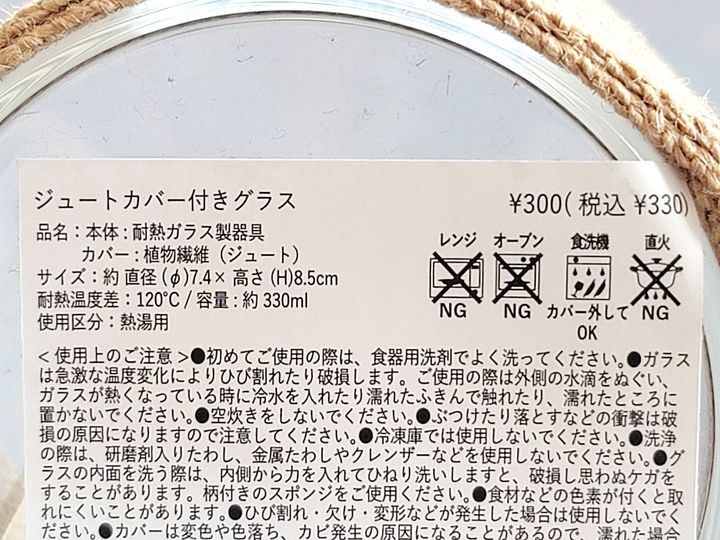 ジュートカバー付きグラス
¥300( 税込 ¥330)
品名：本体：耐熱ガラス製器具
カバー：植物繊維（ジュート）
サイズ：約 直径 (φ)7.4× 高さ (H)8.5cm
耐熱温度差：120℃ / 容量：約 330ml
使用区分：熱湯用
レンジ
NG
オーブン
NG
食洗機
カバー外して
OK
直火
NG
＜使用上のご注意＞●初めてご使用の際は、食器用洗剤でよく洗ってください。●ガラス
は急激な温度変化によりひび割れたり破損します。ご使用の際は外側の水滴をぬぐい、
ガラスが熱くなっている時に冷水を入れたり濡れたふきんで触れたり、濡れたところに
置かないでください。●空炊きをしないでください。●ぶつけたり落とすなどの衝撃は破
損の原因になりますので注意してください。●冷凍庫では使用しないでください。●洗浄
の際は、研磨剤入りたわし、金属たわしやクレンザーなどを使用しないでください。●グ
ラスの内面を洗う際は、内側から力を入れてひねり洗いしますと、破損し思わぬケガを
することがあります。柄付きのスポンジをご使用ください。●食材などの色素が付くと取
れにくいことがあります。●ひび割れ・欠け・変形などが発生した場合は使用しないでく
ださい。●カバーは変色や色落ち、カビ発生の原因になることがあるので、濡れた場合